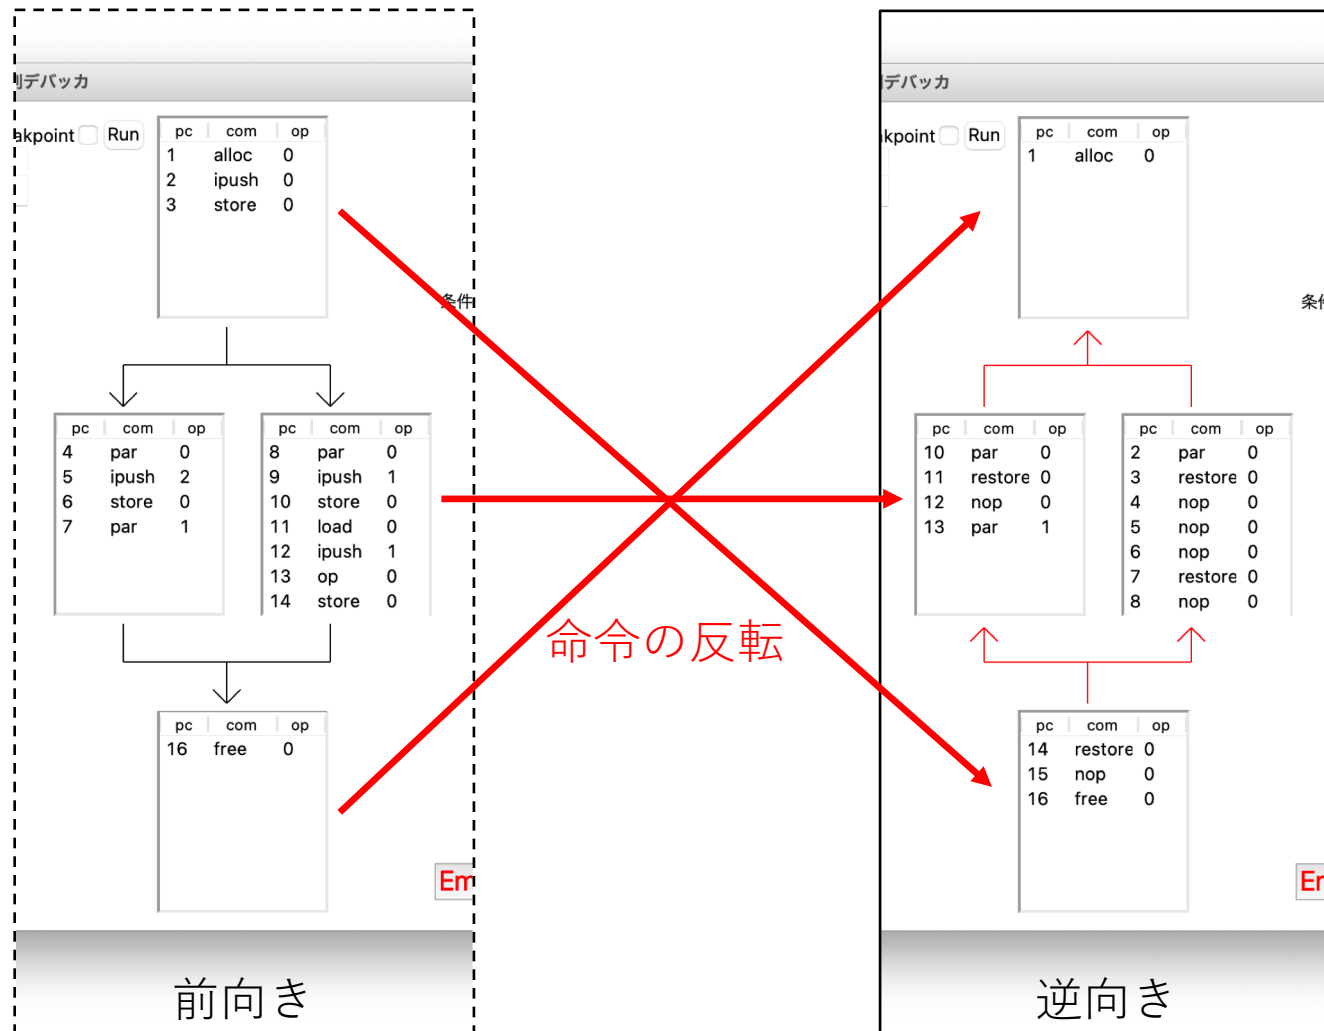 デバッカ
akpoint Run
pc com op
1 alloc 0
2 ipush 0
3 store 0
条件
pc com op
4 par 0
5 ipush 2
6 store 0
7 par 1
pc com op
8 par 0
9 ipush 1
10 store 0
11 load 0
12 ipush 1
13 op 0
14 store 0
pc com op
16 free 0
Em
前向き
命令の反転
デバッカ
kpoint Run
pc com op
1 alloc 0
条件
pc com op
10 par 0
11 restore 0
12 nop 0
13 par 1
pc com op
2 par 0
3 restore 0
4 nop 0
5 nop 0
6 nop 0
7 restore 0
8 nop 0
pc com op
14 restore 0
15 nop 0
16 free 0
Er
逆向き